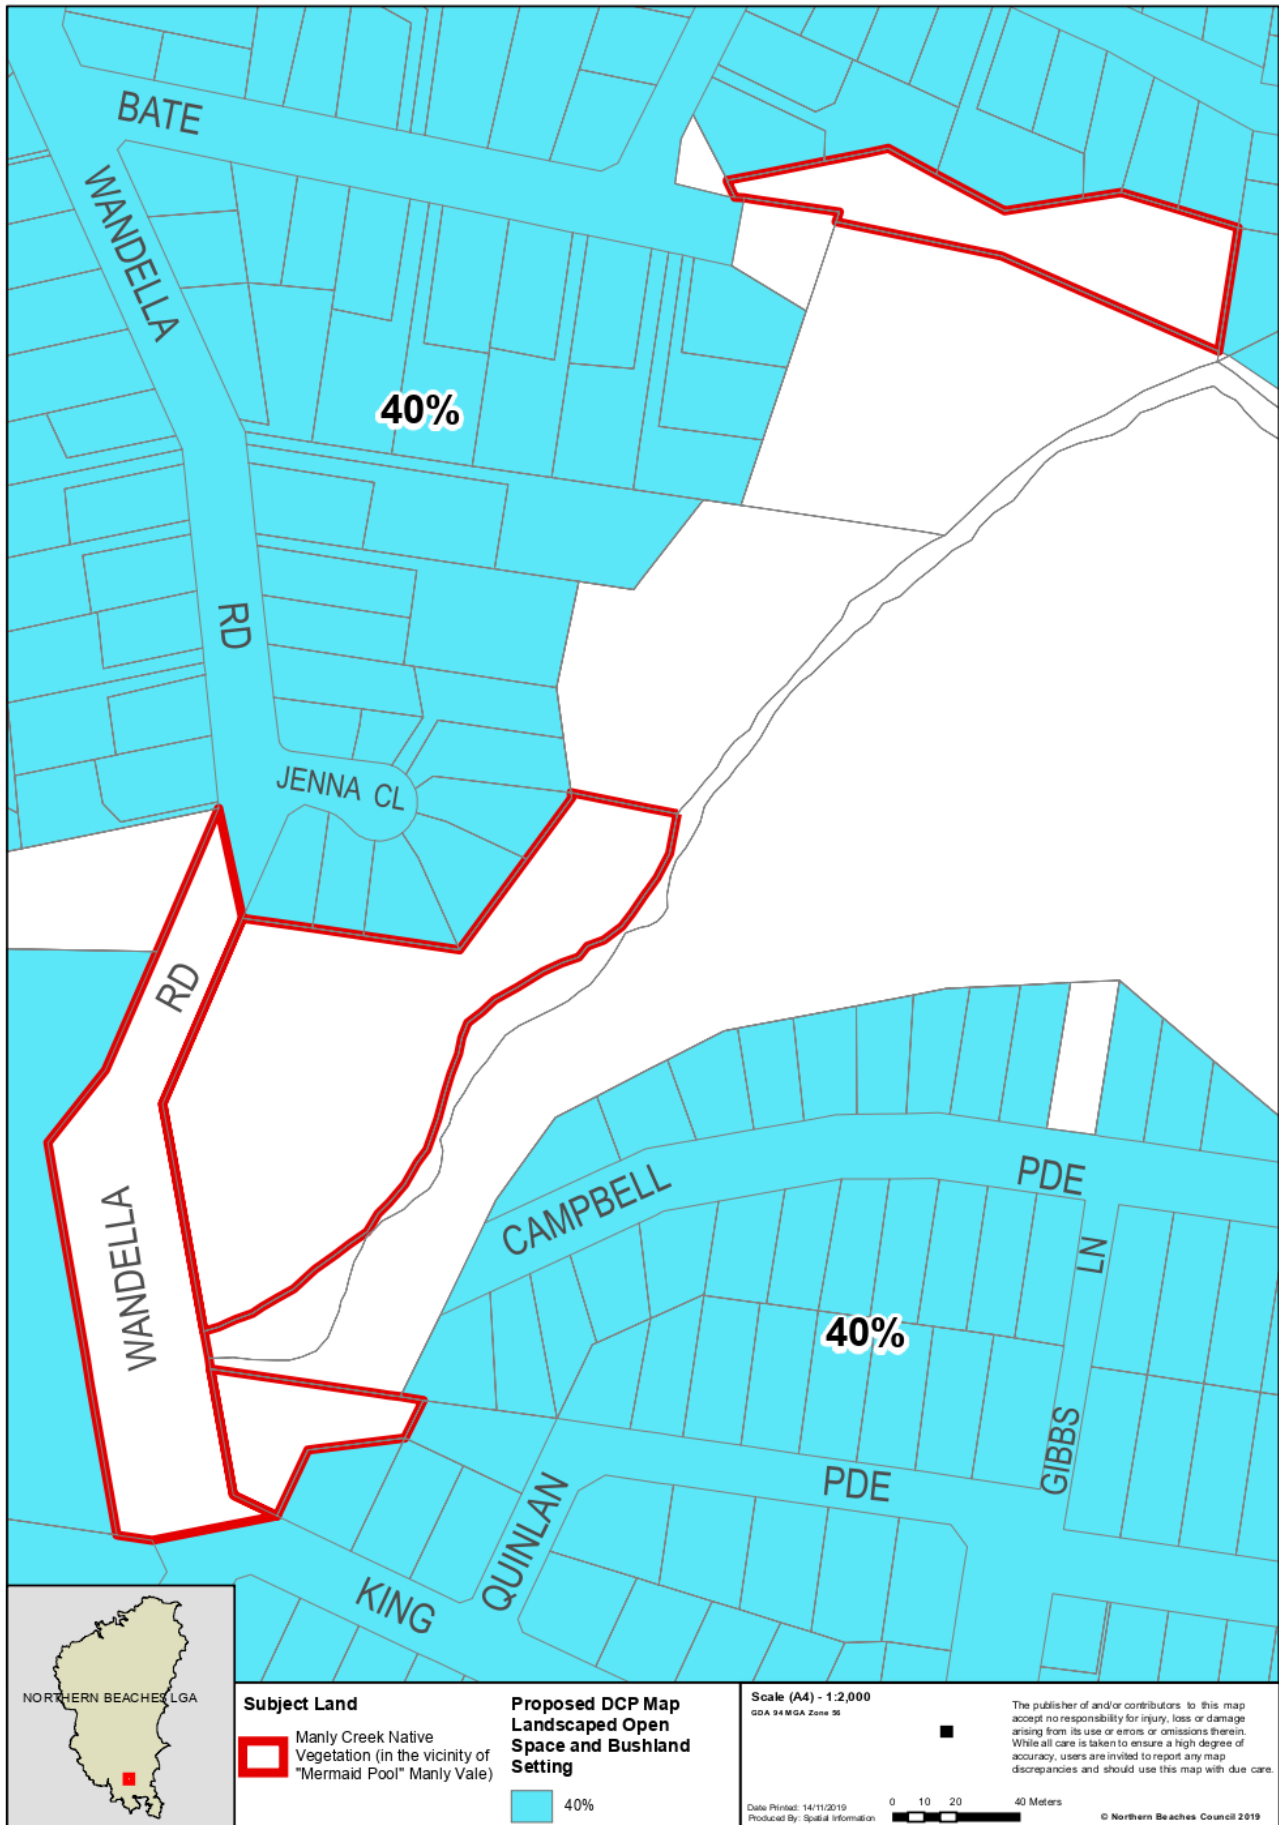 BATE
WANDELLA
40%
RD
JENNA CL
RD
WANDELLA
CAMPBELL
PDE
LN
40%
GIBBS
PDE
QUINLAN
KING
NORTHERN BEACHES LGA
Subject Land
Manly Creek Native
Vegetation (in the vicinity of
"Mermaid Pool" Manly Vale)
Proposed DCP Map
Landscaped Open
Space and Bushland
Setting
40%
Scale (A4) - 1:2,000
GDA 94 MGA Zone 56
Date Printed: 14/11/2019
Produced By: Spatial Information
0 10 20 40 Meters
The publisher of and/or contributors to this map
accept no responsibility for injury, loss or damage
arising from its use or errors or omissions therein.
While all care is taken to ensure a high degree of
accuracy, users are invited to report any map
discrepancies and should use this map with due care.
© Northern Beaches Council 2019